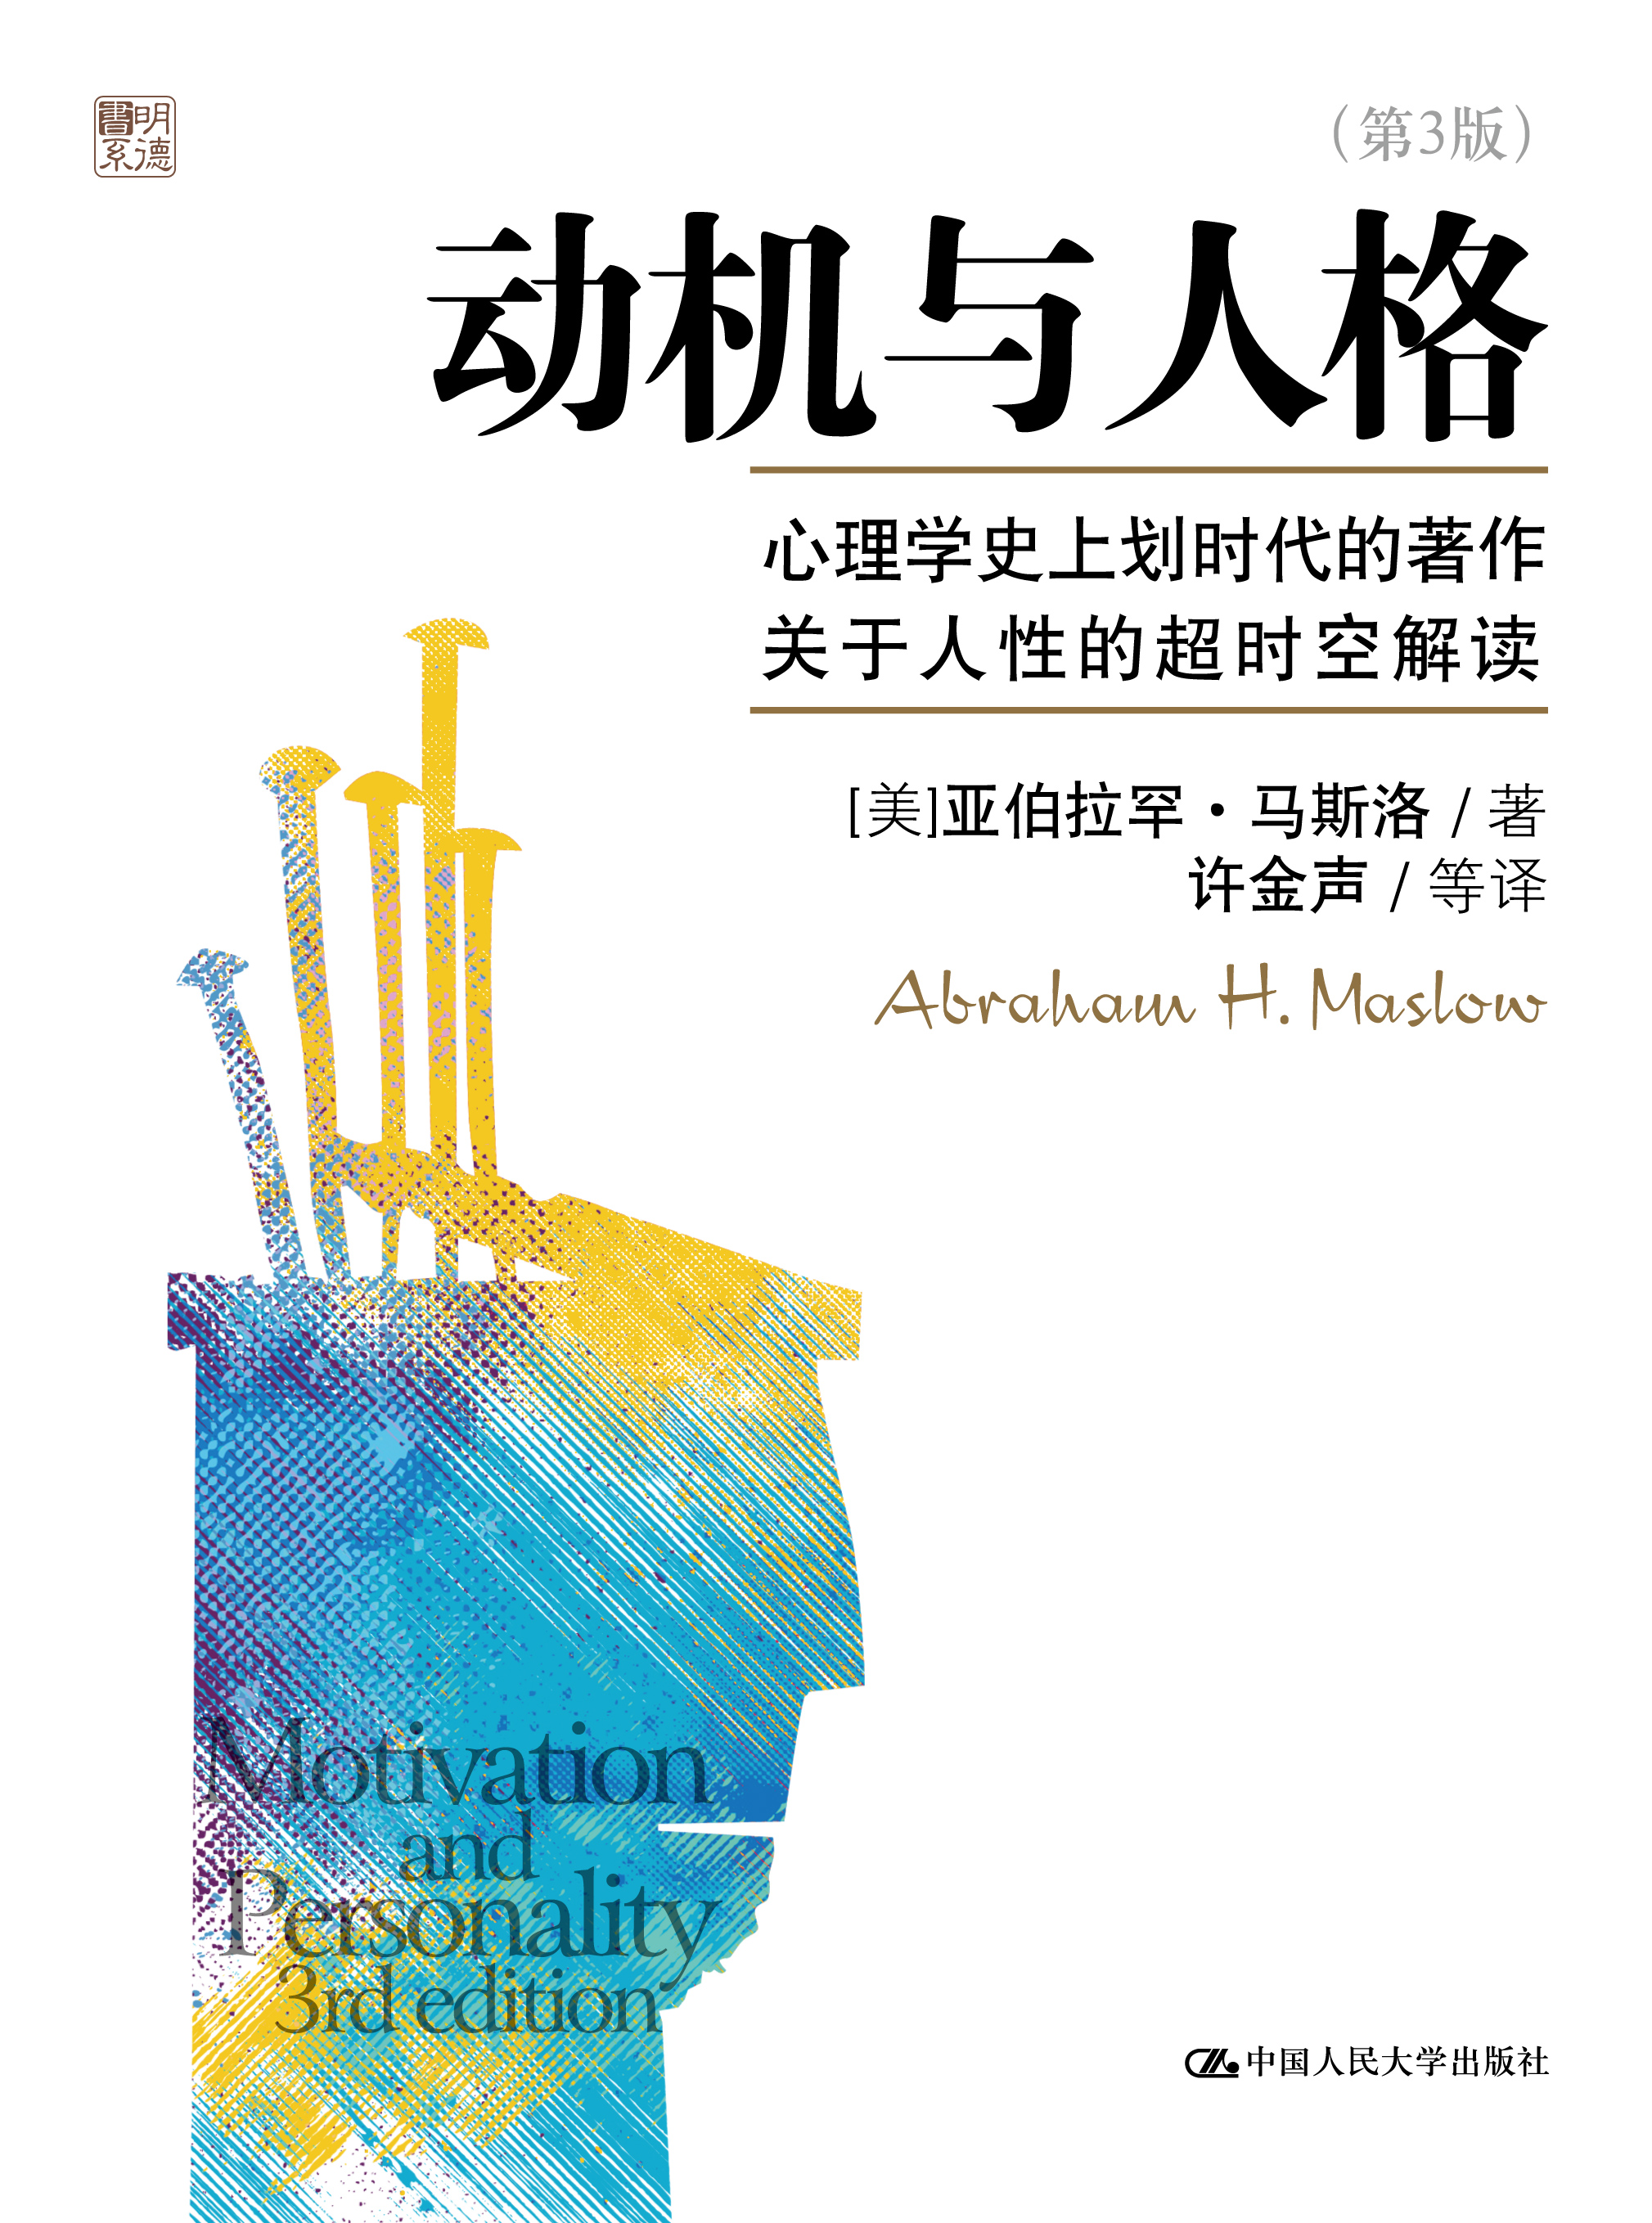 明德
書系
（第3版）
动机与人格
心理学史上划时代的著作
关于人性的超时空解读
[美]亚伯拉罕·马斯洛 / 著
许金声 / 等译
Abraham H. Maslow
Motivation
and
Personality
3rd edition
中国人民大学出版社